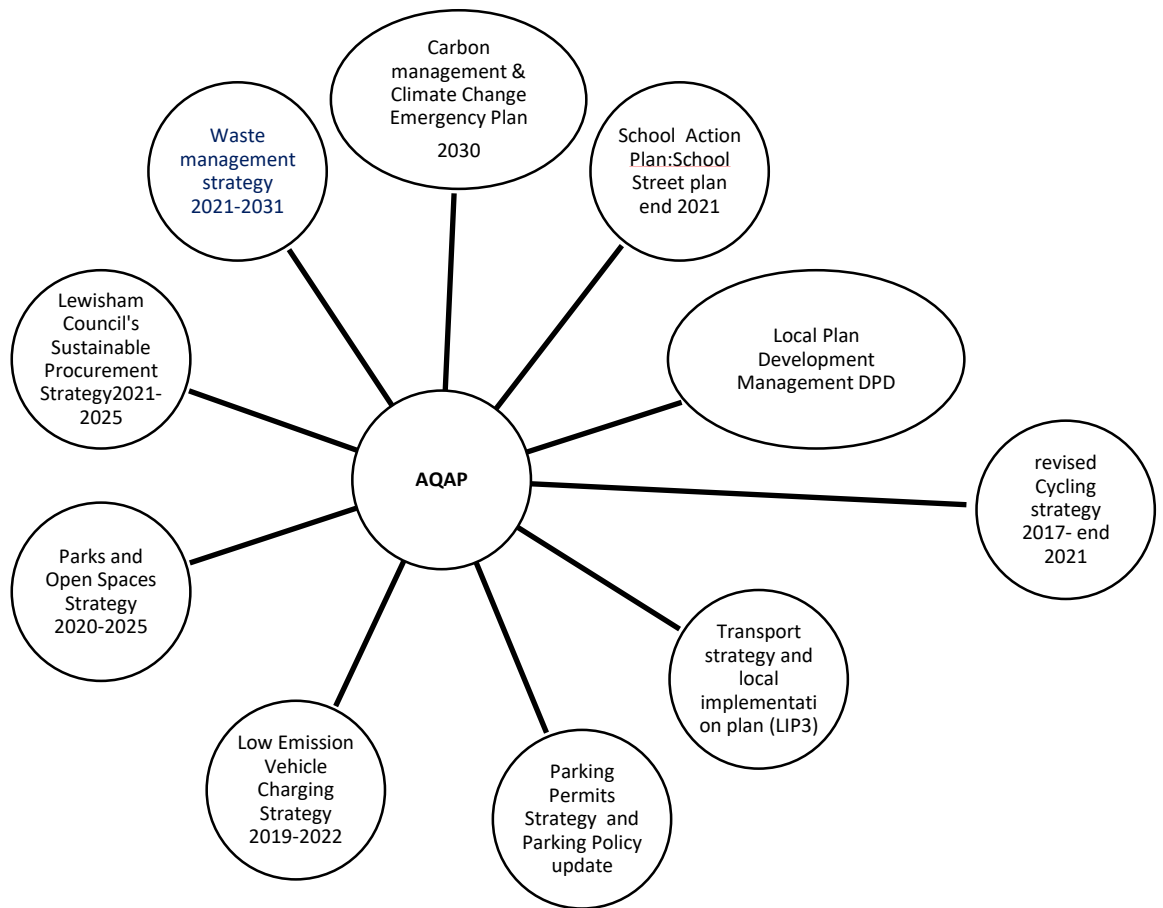 Carbon
management &
Climate Change
Emergency Plan
2030
School Action
Plan:School
Street plan
end 2021
Local Plan
Development
Management DPD
revised
Cycling
strategy
2017- end
2021
Transport
strategy and
local
implementati
on plan (LIP3)
Parking
Permits
Strategy and
Parking Policy
update
Low Emission
Vehicle
Charging
Strategy
2019-2022
Parks and
Open Spaces
Strategy
2020-2025
Lewisham
Council's
Sustainable
Procurement
Strategy2021-
2025
Waste
management
strategy
2021-2031
AQAP